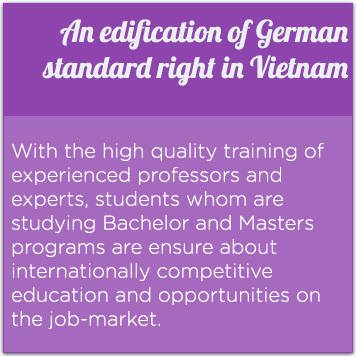 An edification of German
standard right in Vietnam
With the high quality training of
experienced professors and
experts, students whom are
studying Bachelor and Masters
programs are ensure about
internationally competitive
education and opportunities on
the job-market.